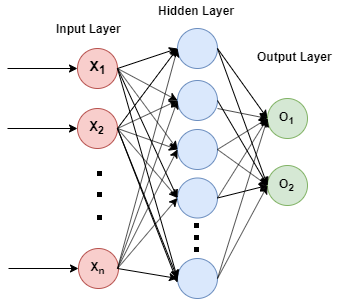 Hidden Layer
Input Layer
Output Layer
X1
X2
Xn
O1
O2